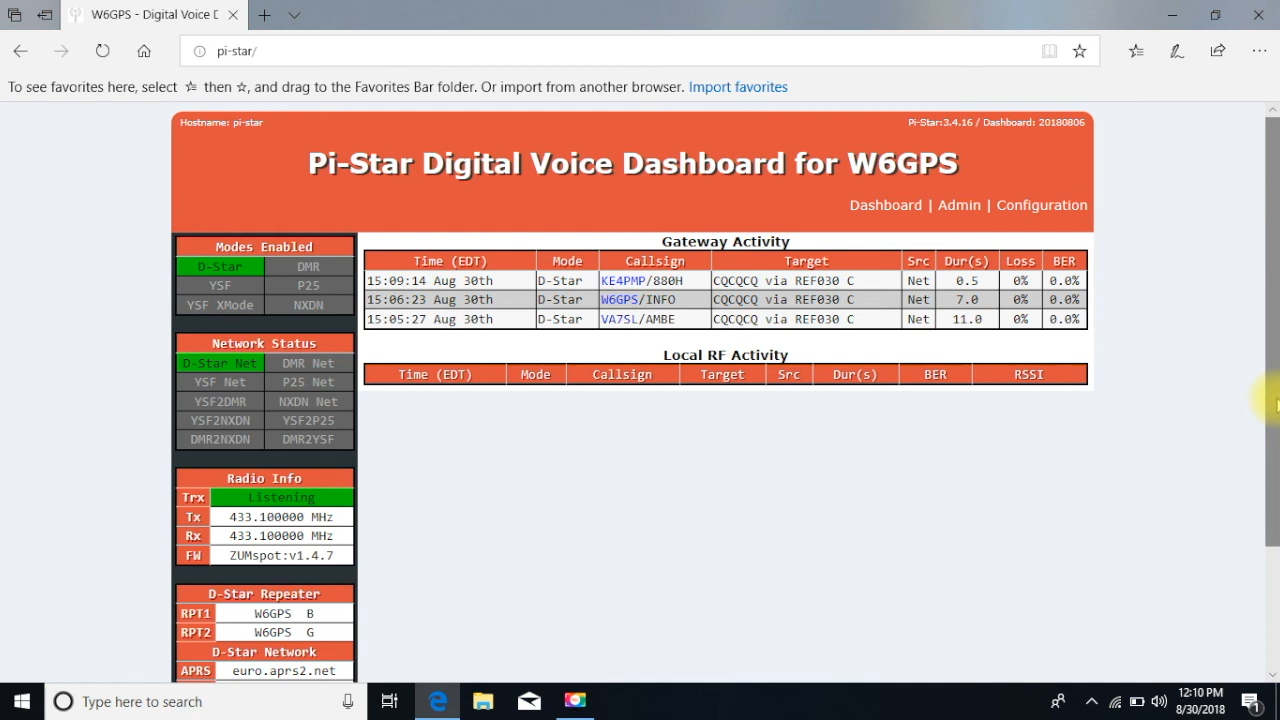 W6GPS - Digital Voice D
pi-star/
To see favorites here, select ☆ then ☆, and drag to the Favorites Bar folder. Or import from another browser. Import favorites
Hostname: pi-star
Pi-Star:3.4.16 / Dashboard: 20180806
Pi-Star Digital Voice Dashboard for W6GPS
Dashboard | Admin | Configuration
Modes Enabled
D-Star DMR
YSF P25
YSF XMode NXDN
Network Status
D-Star Net DMR Net
YSF Net P25 Net
YSF2DMR NXDN Net
YSF2NXDN YSF2P25
DMR2NXDN DMR2YSF
Radio Info
Trx Listening
Tx 433.100000 MHz
Rx 433.100000 MHz
FW ZUMspot:v1.4.7
D-Star Repeater
RPT1 W6GPS B
RPT2 W6GPS G
D-Star Network
APRS euro.aprs2.net
Gateway Activity
Time (EDT) Mode Callsign Target Src Dur(s) Loss BER
15:09:14 Aug 30th D-Star KE4PMP/880H CQCQCQ via REF030 C Net 0.5 0% 0.0%
15:06:23 Aug 30th D-Star W6GPS/INFO CQCQCQ via REF030 C Net 7.0 0% 0.0%
15:05:27 Aug 30th D-Star VA7SL/AMBE CQCQCQ via REF030 C Net 11.0 0% 0.0%
Local RF Activity
Time (EDT) Mode Callsign Target Src Dur(s) BER RSSI
Type here to search
12:10 PM
8/30/2018
1